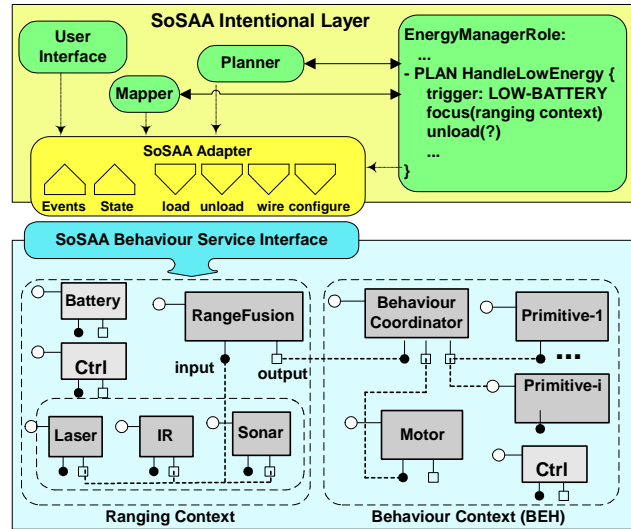 SoSAA Intentional Layer
User
Interface
Mapper
Planner
EnergyManagerRole:
...
- PLAN HandleLowEnergy {
trigger: LOW-BATTERY
focus(ranging context)
unload(?)
...
}
SoSAA Adapter
Events State load unload wire configure
SoSAA Behaviour Service Interface
Battery
RangeFusion
Ctrl
input
output
Laser
IR
Sonar
Ranging Context
Behaviour
Coordinator
Primitive-1
...
Primitive-i
Motor
Ctrl
Behaviour Context (BEH)